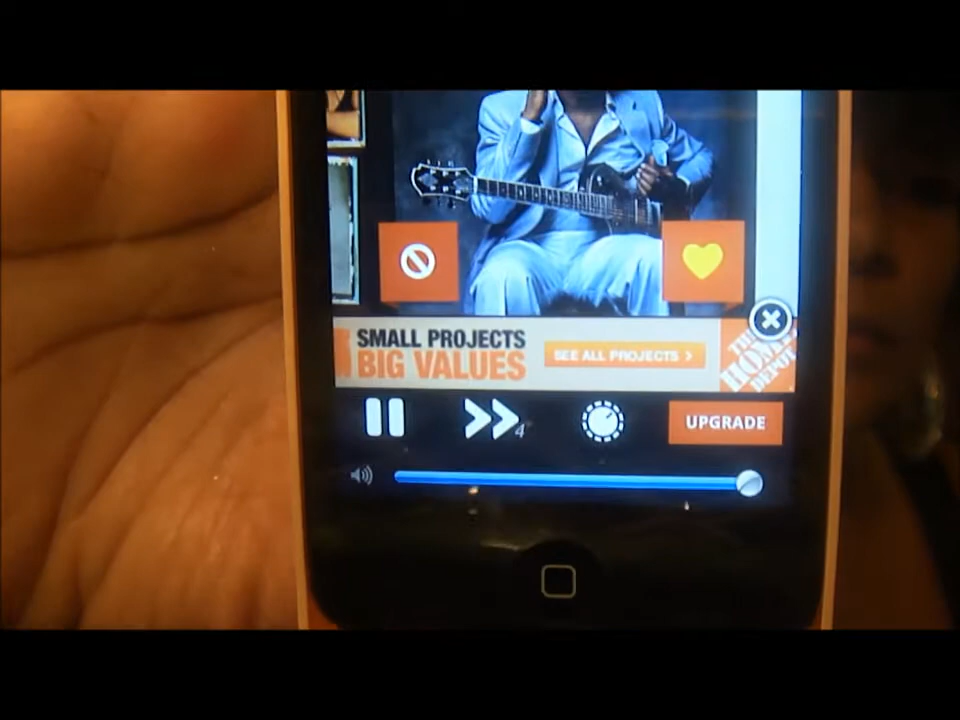 SMALL PROJECTS
BIG VALUES
SEE ALL PROJECTS >
THE
HOME
DEPOT
4
UPGRADE